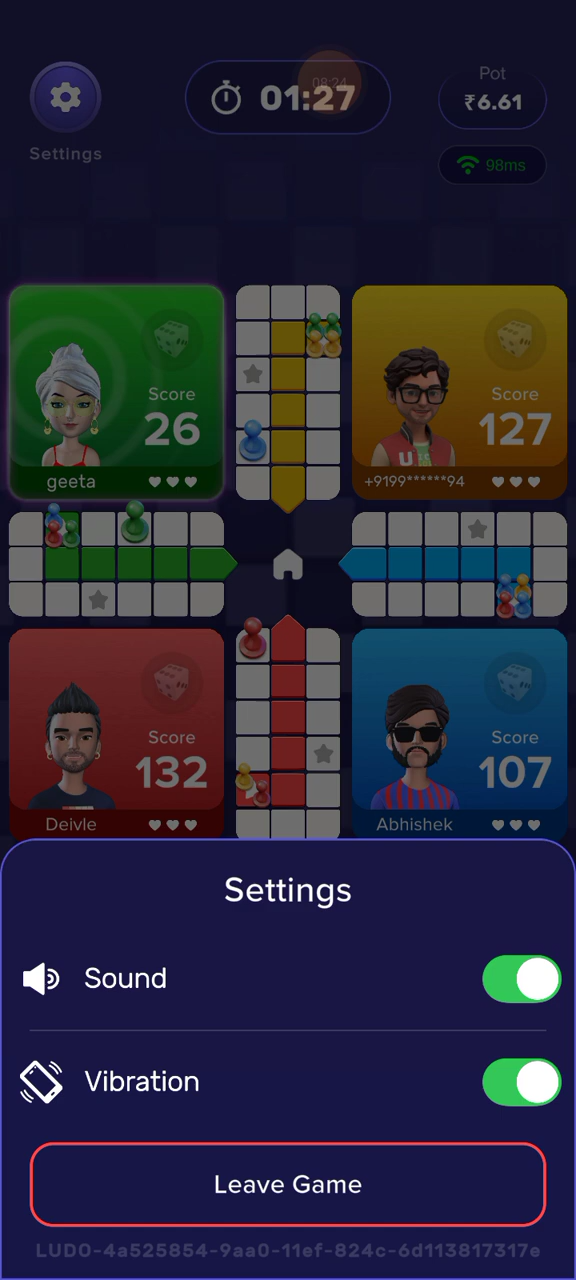 08:24
01:27
Pot
₹6.61
Settings
98ms
Score
26
geeta
Score
127
+9199******94
Score
132
Deivle
Score
107
Abhishek
Settings
Sound
Vibration
Leave Game
LUDO-4a525854-9aa0-11ef-824c-6d113817317e